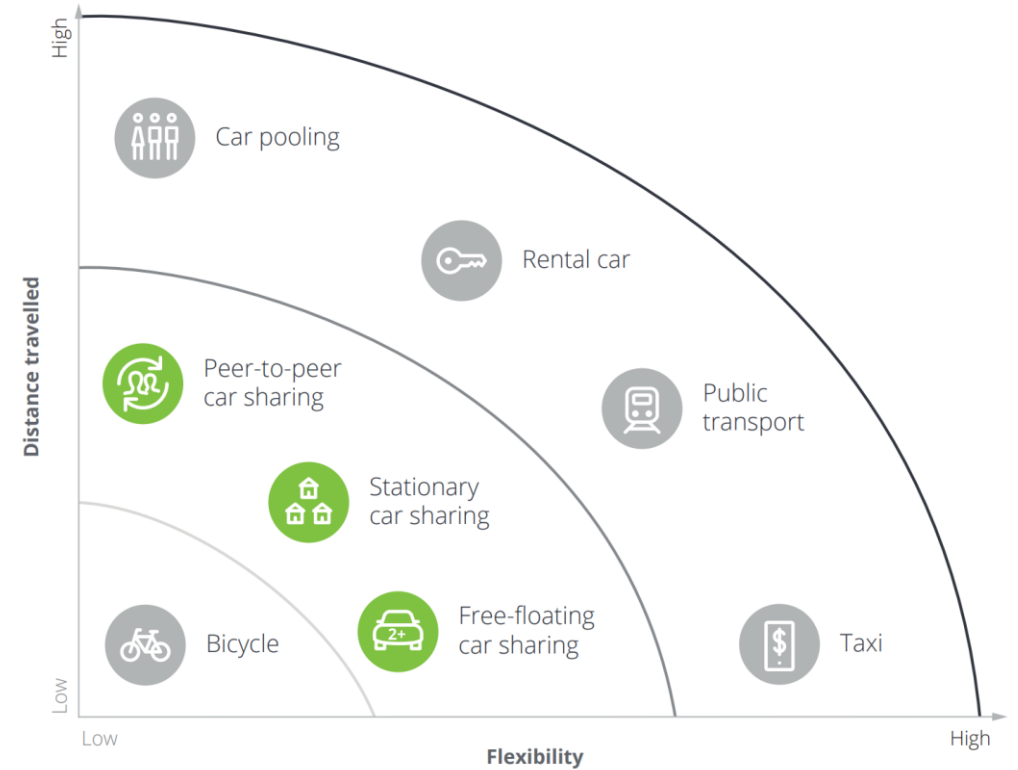 High
Car pooling
Rental car
Distance travelled
Peer-to-peer
car sharing
Public
transport
Stationary
car sharing
Free-floating
car sharing
2+
Bicycle
$
Taxi
Low
Low
High
Flexibility